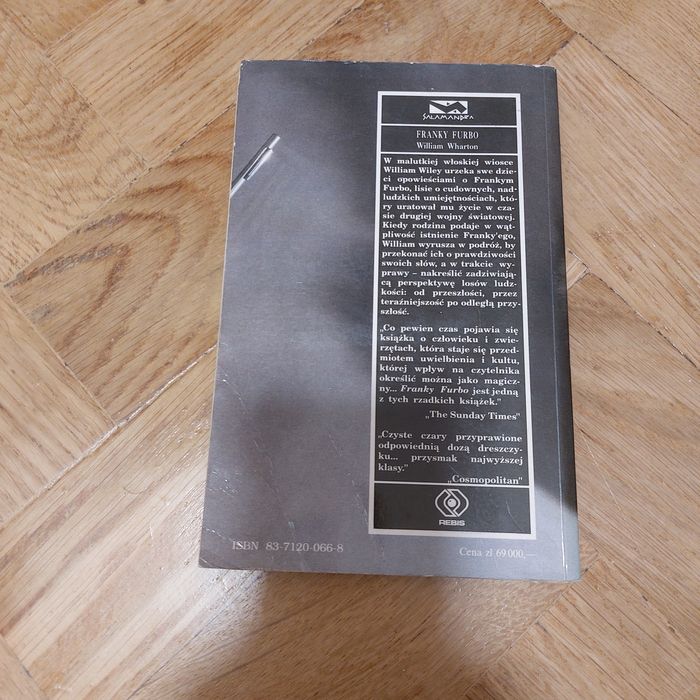 SALAMANDRA
FRANKY FURBO
William Wharton
W malutkiej włoskiej wiosce
William Wiley urzeka swe dzie-
ci opowieściami o Frankym
Furbo, lisie o cudownych, nad-
ludzkich umiejętnościach, któ-
ry uratował mu życie w cza-
sie drugiej wojny światowej.
Kiedy rodzina podaje w wąt-
pliwość istnienie Franky'ego,
William wyrusza w podróż, by
przekonać ich o prawdziwości
swoich słów, a w trakcie wy-
prawy – nakreślić zadziwiają-
cą perspektywę losów ludz-
kości: od przeszłości, przez
teraźniejszość po odległą przy-
szłość.
„Co pewien czas pojawia się
książka o człowieku i zwie-
rzętach, która staje się przed-
miotem uwielbienia i kultu,
której wpływ na czytelnika
określić można jako magicz-
ny... Franky Furbo jest jedną
z tych rzadkich książek."
„The Sunday Times"
„Czyste czary przyprawione
odpowiednią dozą dreszczy-
ku... przysmak najwyższej
klasy."
„Cosmopolitan"
REBIS
ISBN 83-7120-066-8
Cena zł 69 000,—